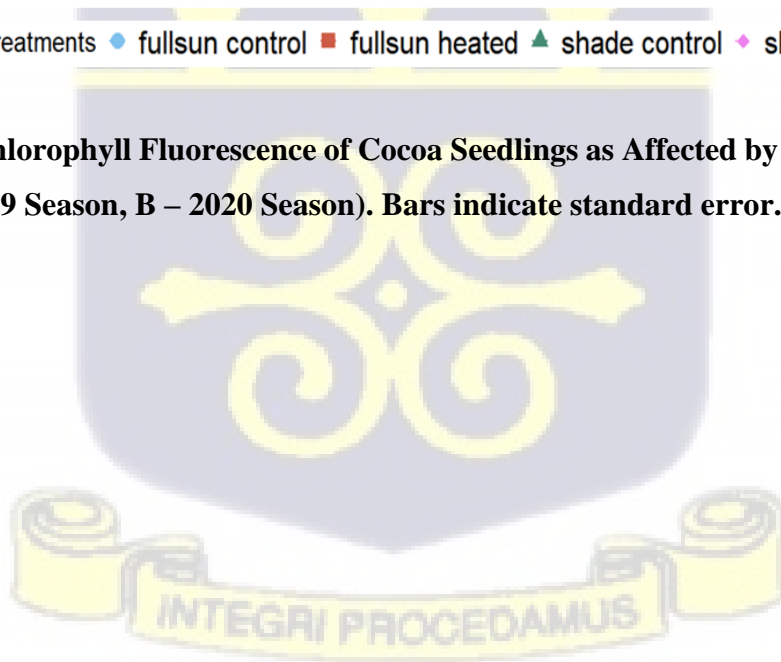 reatments fullsun control fullsun heated shade control
hlorophyll Fluorescence of Cocoa Seedlings as Affected by
9 Season, B – 2020 Season). Bars indicate standard error.
INTEGRI PROCEDAMUS